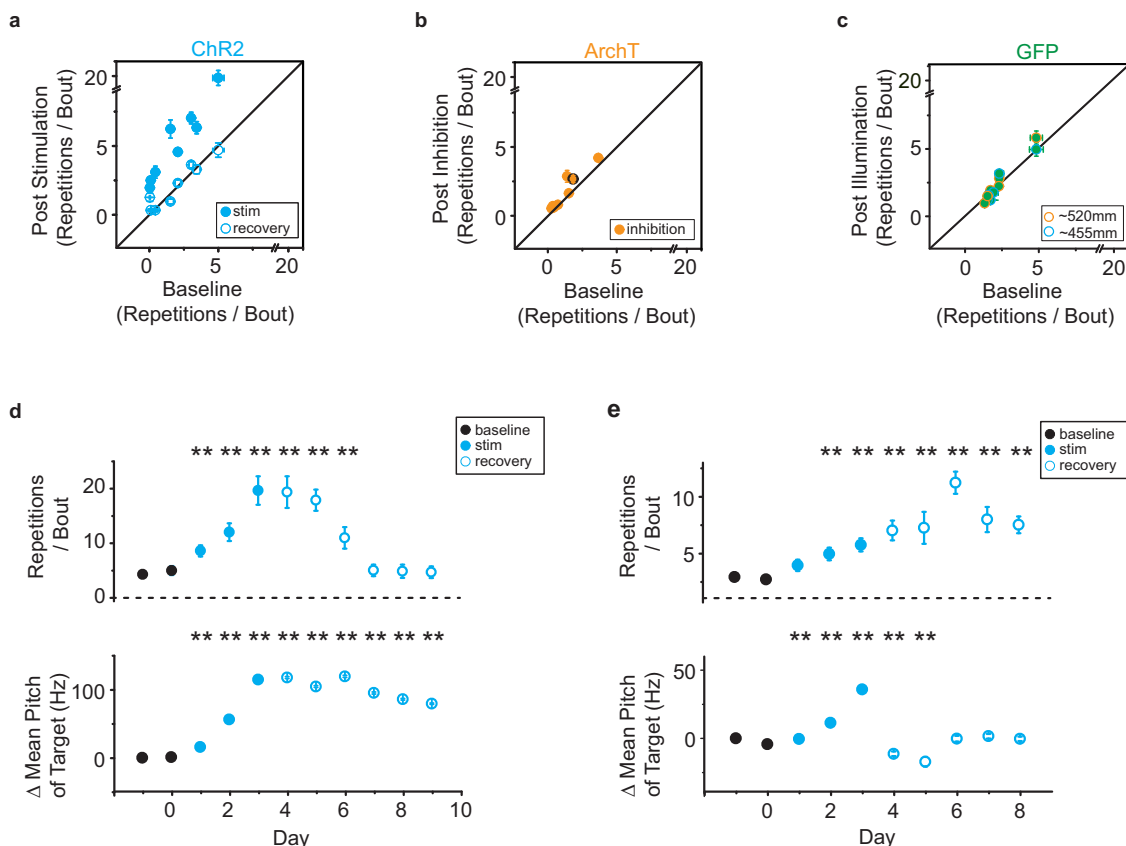 a
ChR2
Post Stimulation
(Repetitions / Bout)
20
5
0
stim
recovery
0
5
20
Baseline
(Repetitions / Bout)
b
ArchT
Post Inhibition
(Repetitions / Bout)
20
5
0
inhibition
0
5
20
Baseline
(Repetitions / Bout)
c
GFP
Post Illumination
(Repetitions / Bout)
20
5
0
~520mm
~455mm
0
5
20
Baseline
(Repetitions / Bout)
d
baseline
stim
recovery
** ** ** ** ** **
Repetitions
/ Bout
20
10
0
** ** ** ** ** ** ** ** **
Δ Mean Pitch
of Target (Hz)
100
0
0
2
4
6
8
10
Day
e
baseline
stim
recovery
** ** ** ** ** ** **
Repetitions
/ Bout
10
5
** ** ** ** **
Δ Mean Pitch
of Target (Hz)
50
0
0
2
4
6
8
Day